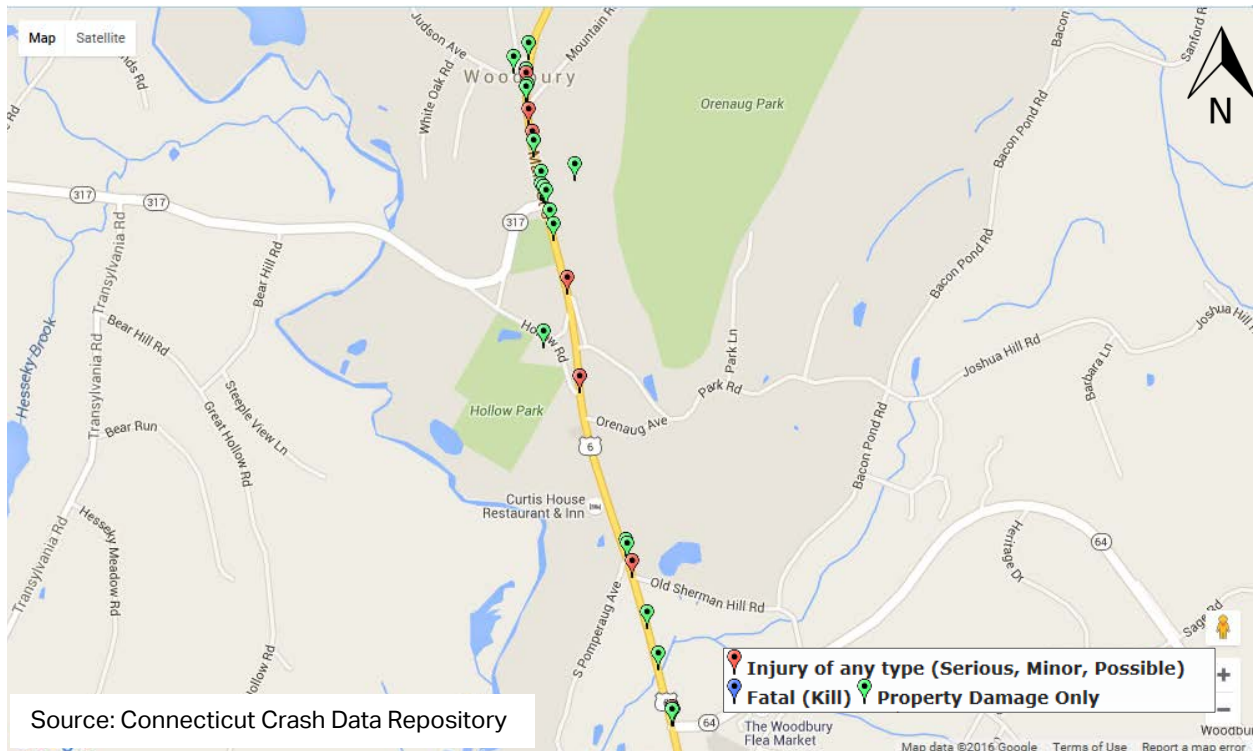 Map Satellite
Judson Ave
Mountain Rd
Woodbury
White Oak Rd
Orenaug Park
Bacon Pond Rd
Sanford Rd
Bacon
N
317
317
317
Transylvania Rd
Bear Hill Rd
Bacon Pond Rd
Hesseky Brook
Transylvania Rd
Bear Hill Rd
Hollow Rd
Park Ln
Joshua Hill Rd
Joshua Hill
Barbara Ln
Steeple View Ln
Great Hollow Rd
Hollow Park
Park Rd
Orenaug Ave
Bear Run
6
Bacon Pond Rd
Curtis House
Restaurant & Inn
Hesseky Meadow Rd
Transylvania Rd
64
Old Sherman Hill Rd
S Pomperaug Ave
Sage Rd
Hollow Rd
Injury of any type (Serious, Minor, Possible)
Fatal (Kill) Property Damage Only
Source: Connecticut Crash Data Repository
64
The Woodbury
Flea Market
Woodbu
Map data ©2016 Google Terms of Use Report a map error